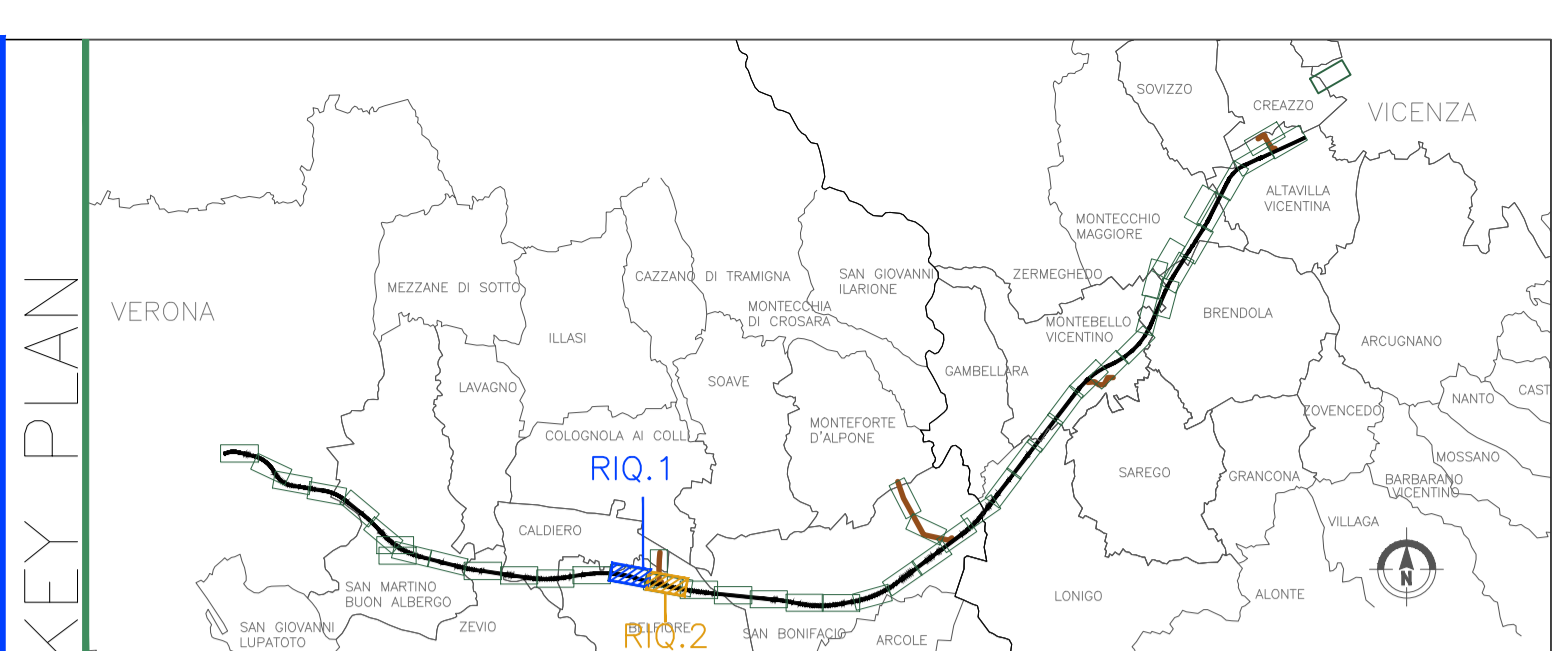 KEY PLAN
SOVIZZO
CREAZZO
VICENZA
ALTAVILLA
VICENTINA
MONTECCHIO
MAGGIORE
MEZZANE DI SOTTO
CAZZANO DI TRAMIGNA
SAN GIOVANNI
ILARIONE
ZERMEGHEDO
VERONA
MONTECCHIA
DI CROSARA
MONTEBELLO
VICENTINO
BRENDOLA
ILLASI
ARCUGNANO
LAVAGNO
SOAVE
GAMBELLARA
NANTO
CAST
ZOVENCEDO
MONTEFORTE
D'ALPONE
COLOGNOLA AI COLLI
RIQ.1
SAREGO
GRANCONA
MOSSANO
BARBARANO
VICENTINO
CALDIERO
VILLAGA
N
SAN MARTINO
BUON ALBERGO
LONIGO
ALONTE
SAN GIOVANNI
LUPATOTO
ZEVIO
BELFIORE
RIQ.2
SAN BONIFACIO
ARCOLE